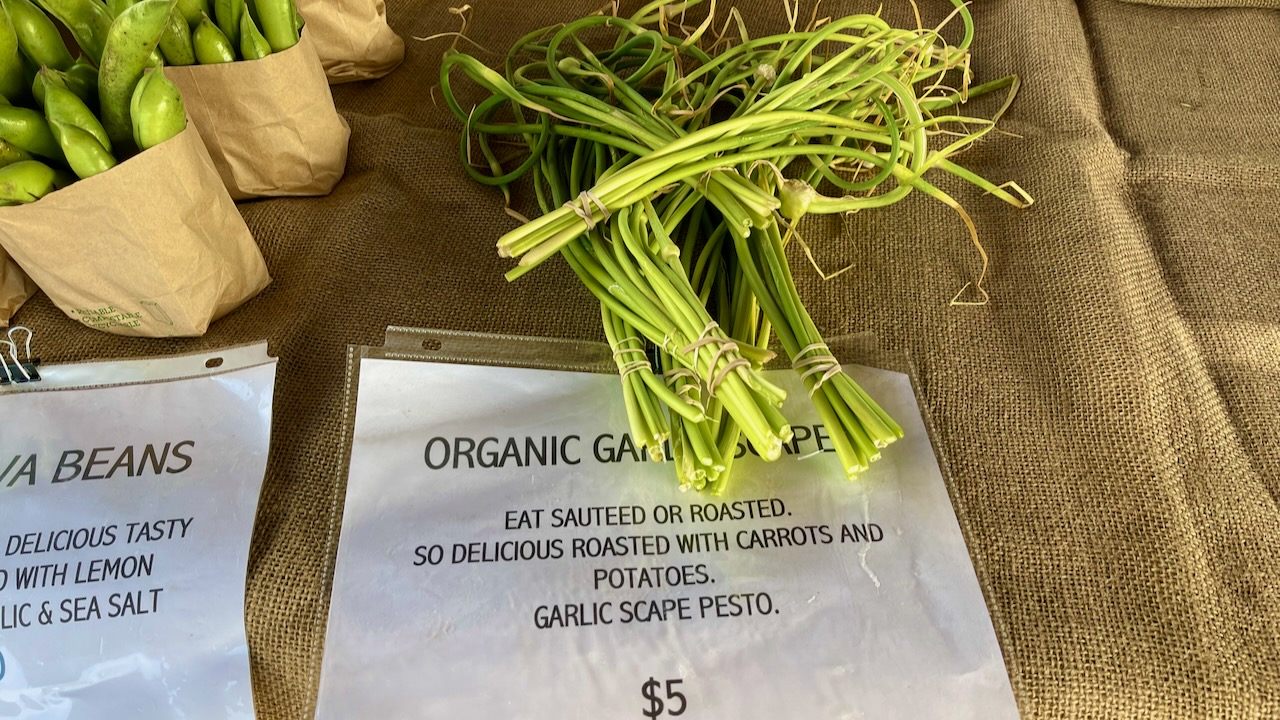 BEANS
DELICIOUS TASTY
WITH LEMON
& SEA SALT
ORGANIC
EAT SAUTEED OR ROASTED.
SO DELICIOUS ROASTED WITH CARROTS AND
POTATOES.
GARLIC SCAPE PESTO.
$5